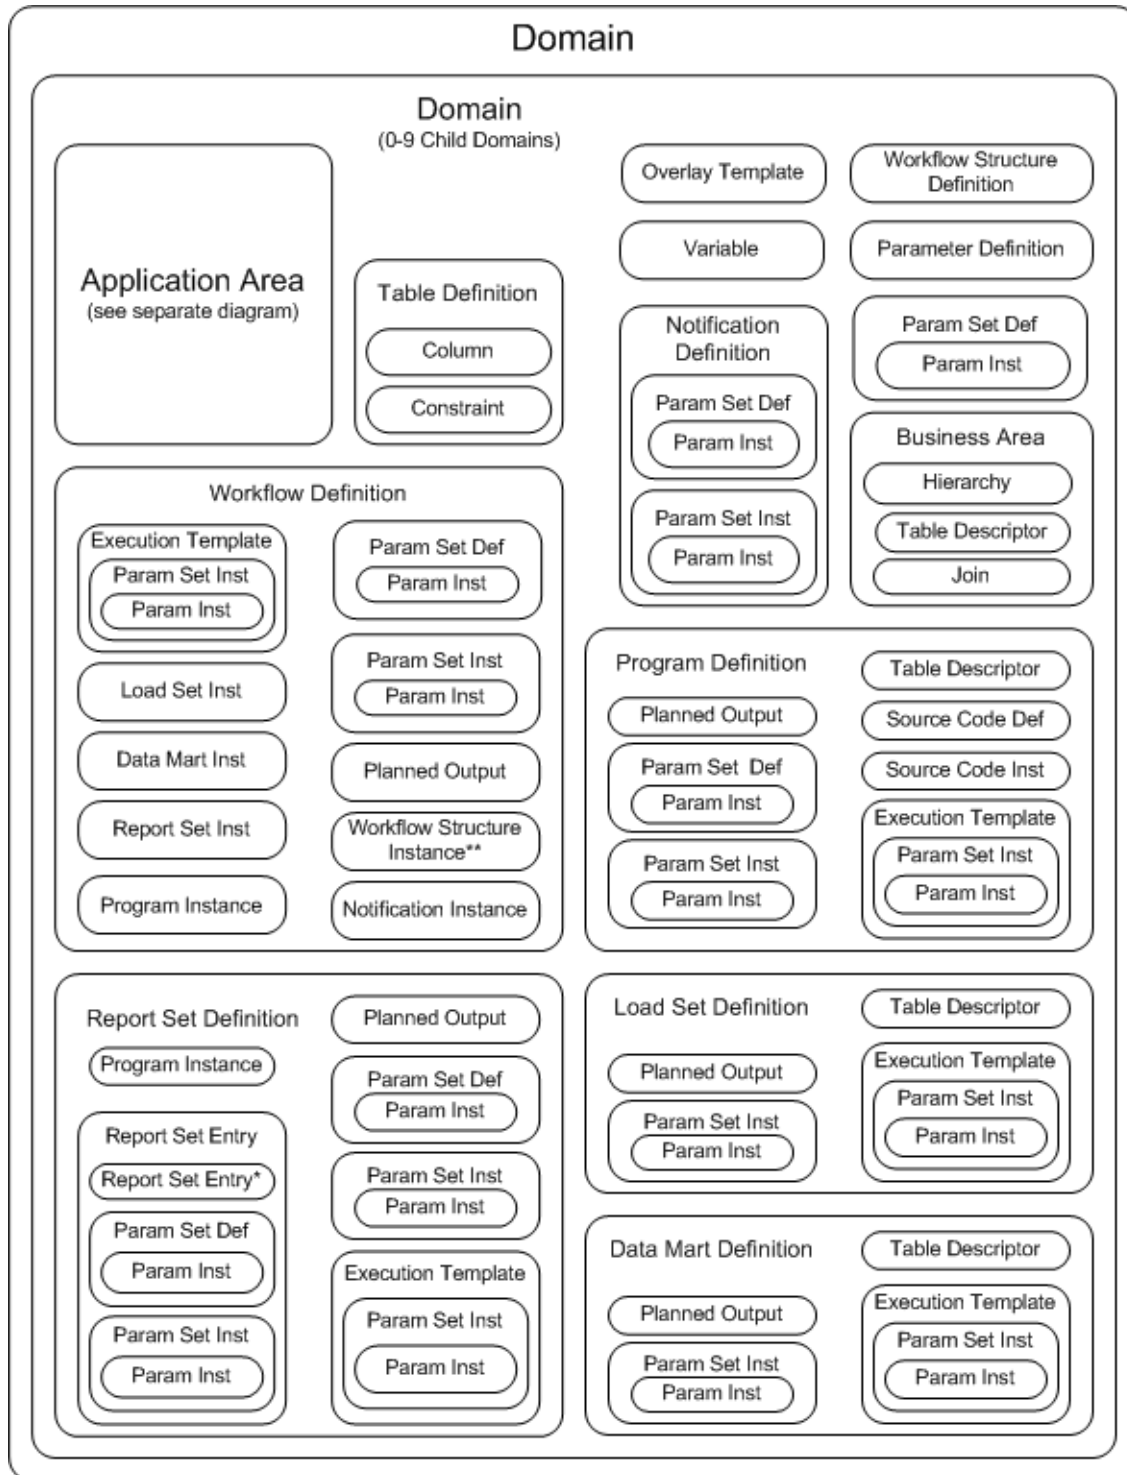 Domain
Domain
(0-9 Child Domains)
Application Area
(see separate diagram)
Table Definition
Column
Constraint
Overlay Template
Variable
Notification
Definition
Param Set Def
Param Inst
Param Set Inst
Param Inst
Workflow Structure
Definition
Parameter Definition
Param Set Def
Param Inst
Business Area
Hierarchy
Table Descriptor
Join
Workflow Definition
Execution Template
Param Set Inst
Param Inst
Load Set Inst
Data Mart Inst
Report Set Inst
Program Instance
Param Set Def
Param Inst
Param Set Inst
Param Inst
Planned Output
Workflow Structure
Instance**
Notification Instance
Program Definition
Planned Output
Param Set Def
Param Inst
Param Set Inst
Param Inst
Table Descriptor
Source Code Def
Source Code Inst
Execution Template
Param Set Inst
Param Inst
Report Set Definition
Program Instance
Report Set Entry
Report Set Entry*
Param Set Def
Param Inst
Param Set Inst
Param Inst
Planned Output
Param Set Def
Param Inst
Param Set Inst
Param Inst
Execution Template
Param Set Inst
Param Inst
Load Set Definition
Planned Output
Param Set Inst
Param Inst
Table Descriptor
Execution Template
Param Set Inst
Param Inst
Data Mart Definition
Planned Output
Param Set Inst
Param Inst
Table Descriptor
Execution Template
Param Set Inst
Param Inst